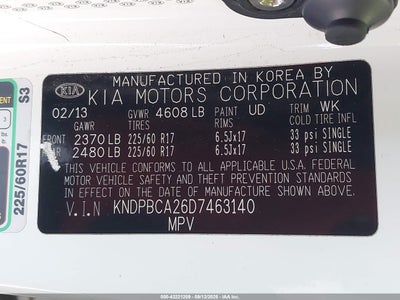 MANUFACTURED IN KOREA BY
KIA KIA MOTORS CORPORATION
02/13 GVWR 4608 LB PAINT UD TRIM WK
GAWR TIRES RIMS COLD TIRE INFL
FRONT 2370 LB 225/60 R17 6.5Jx17 33 psi SINGLE
2480 LB 225/60 R17 6.5Jx17 33 psi SINGLE
THIS VEHICLE CONFORMS TO ALL APPLICABLE U.S.A. FEDERAL
MOTOR VEHICLE SAFETY AND THEFT PREVENTION STANDARDS
IN EFFECT ON THE DATE OF MANUFACTURE SHOWN ABOVE.
V.I.N KNDPBCA26D7463140
MPV
S3
3
225/60R17